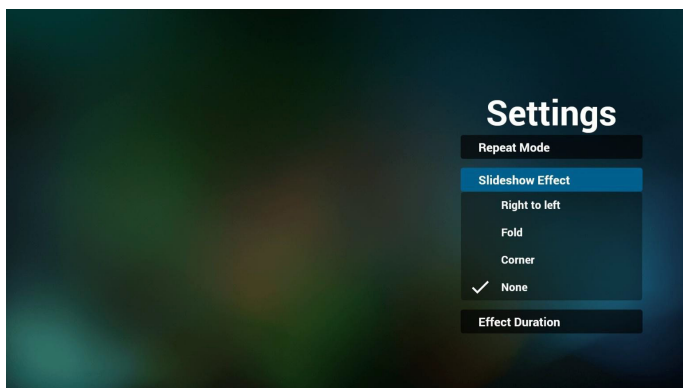 Settings
Repeat Mode
Slideshow Effect
Right to left
Fold
Corner
None
Effect Duration